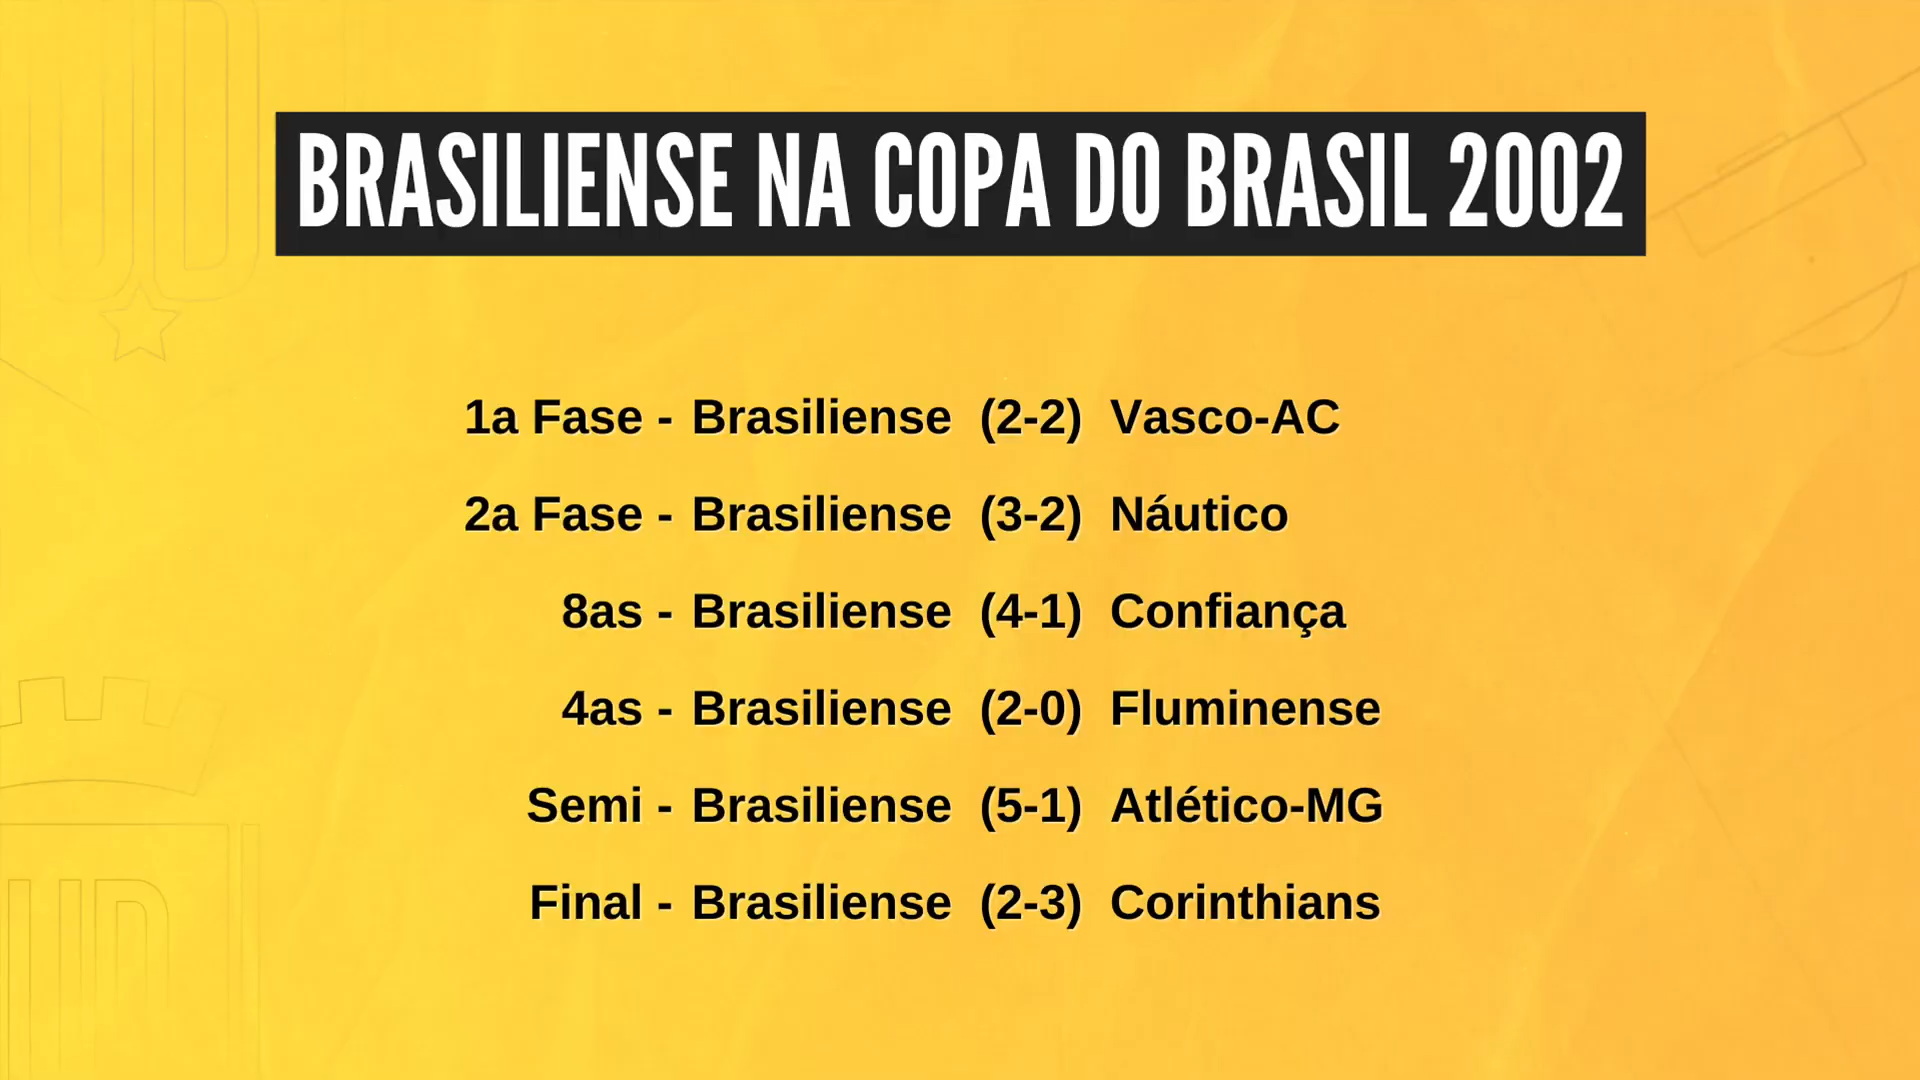 BRASILIENSE NA COPA DO BRASIL 2002
1a Fase - Brasiliense (2-2) Vasco-AC
2a Fase - Brasiliense (3-2) Náutico
8as - Brasiliense (4-1) Confiança
4as - Brasiliense (2-0) Fluminense
Semi - Brasiliense (5-1) Atlético-MG
Final - Brasiliense (2-3) Corinthians